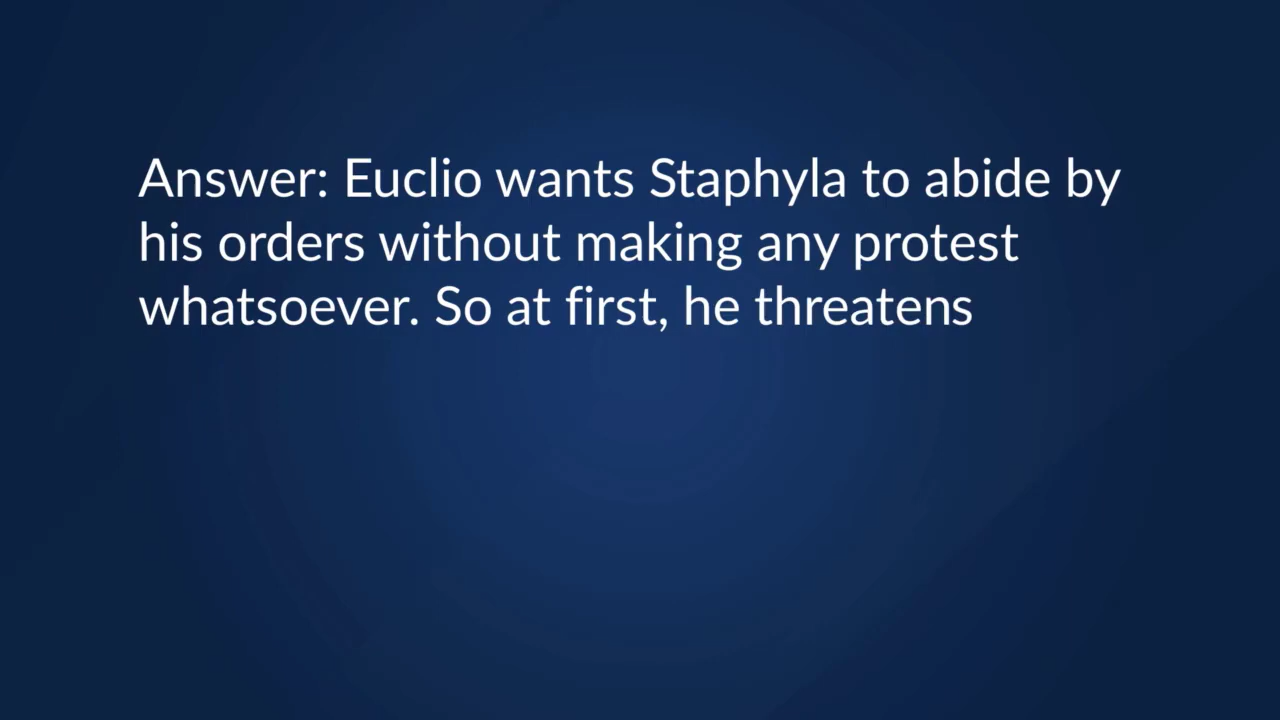 Answer: Euclio wants Staphyla to abide by
his orders without making any protest
whatsoever. So at first, he threatens